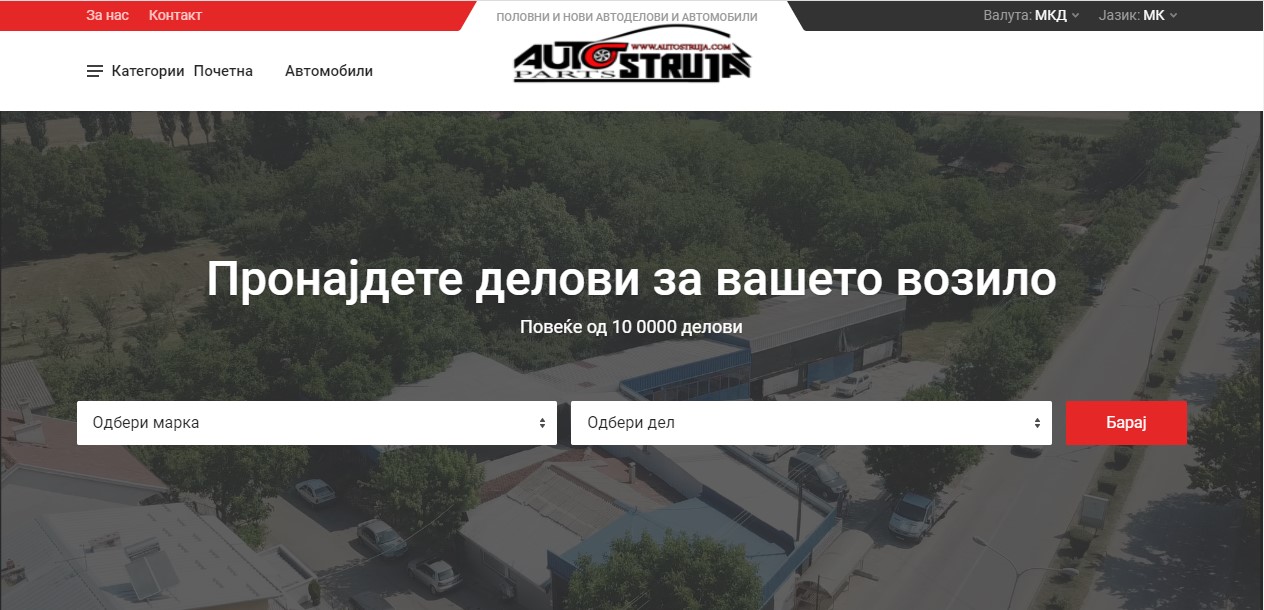 За нас Контакт
ПОЛОВНИ И НОВИ АВТОДЕЛОВИ И АВТОМОБИЛИ
Валута: МКД Јазик: МК
Категории Почетна Автомобили
WWW.AUTOSTRUJA.COM
AUTO STRUJA
PARTS
Пронајдете делови за вашето возило
Повеќе од 10 0000 делови
Одбери марка
Одбери дел
Барај